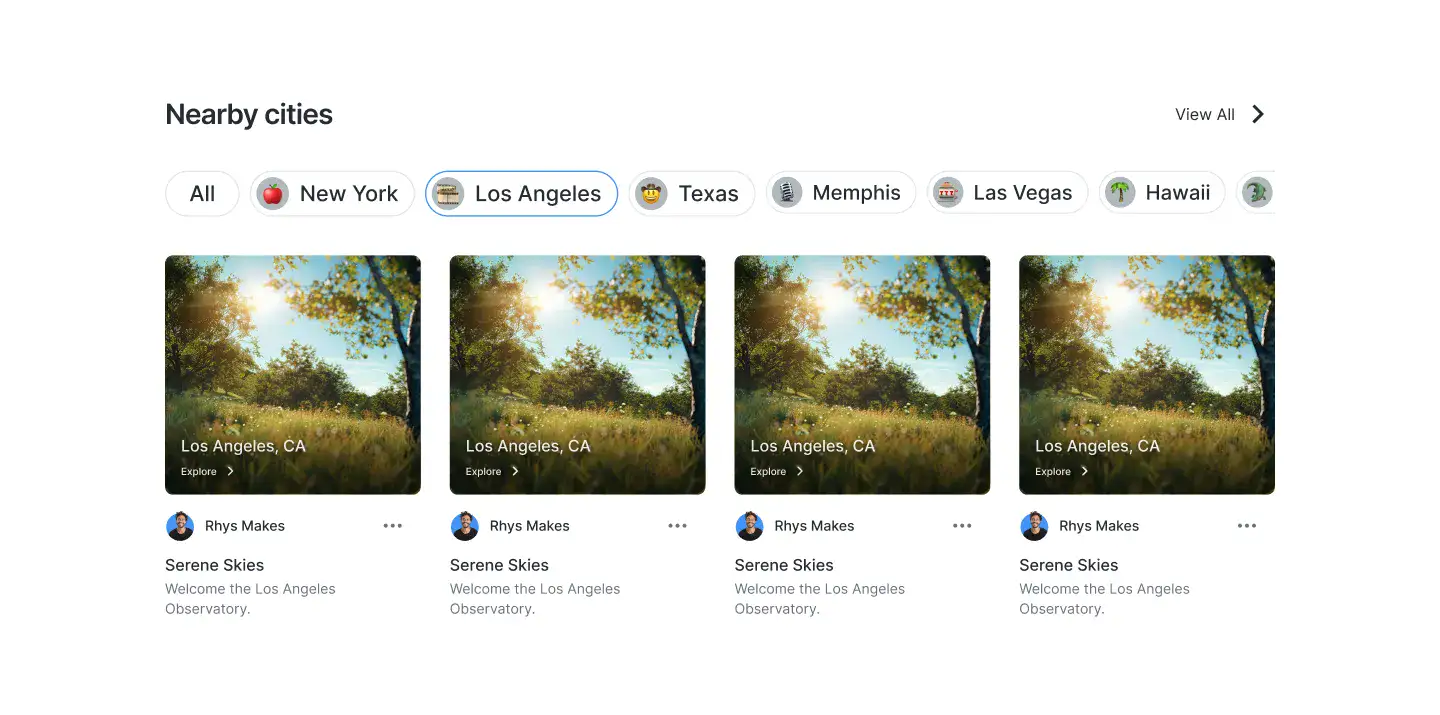 Nearby cities
View All
All
New York
Los Angeles
Texas
Memphis
Las Vegas
Hawaii
Los Angeles, CA
Explore
Los Angeles, CA
Explore
Los Angeles, CA
Explore
Los Angeles, CA
Explore
Rhys Makes
Rhys Makes
Rhys Makes
Rhys Makes
Serene Skies
Welcome the Los Angeles
Observatory.
Serene Skies
Welcome the Los Angeles
Observatory.
Serene Skies
Welcome the Los Angeles
Observatory.
Serene Skies
Welcome the Los Angeles
Observatory.